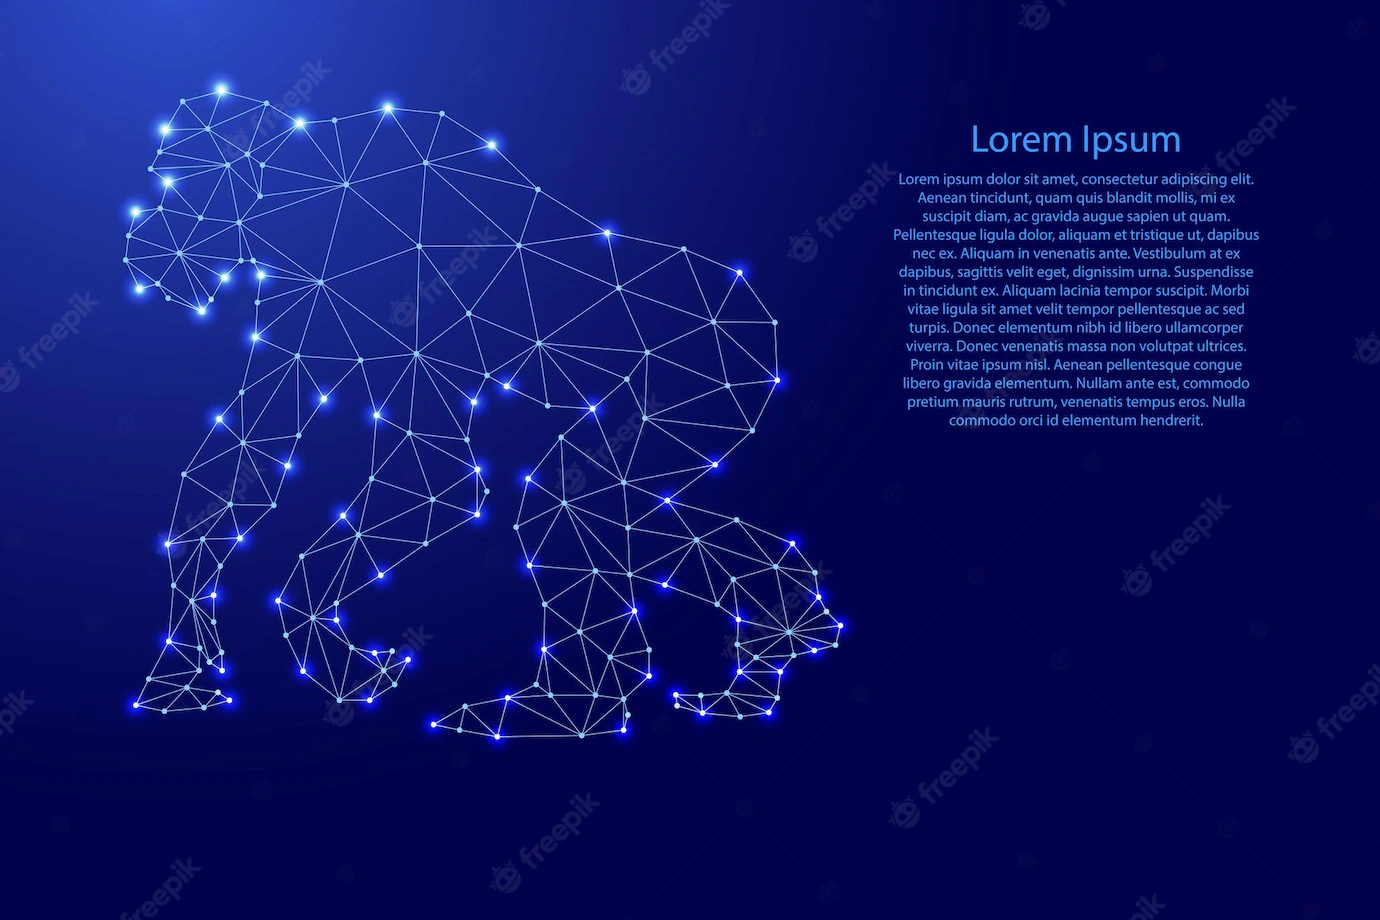 Lorem Ipsum
Lorem ipsum dolor sit amet, consectetur adipiscing elit.
Aenean tincidunt, quam quis blandit mollis, mi ex
suscipit diam, ac gravida augue sapien ut quam.
Pellentesque ligula dolor, aliquam et tristique ut, dapibus
nec ex. Aliquam in venenatis ante. Vestibulum at ex
dapibus, sagittis velit eget, dignissim urna. Suspendisse
in tincidunt ex. Aliquam lacinia tempor suscipit. Morbi
vitae ligula sit amet velit tempor pellentesque ac sed
turpis. Donec elementum nibh id libero ullamcorper
viverra. Donec venenatis massa non volutpat ultrices.
Proin vitae ipsum nisl. Aenean pellentesque congue
libero gravida elementum. Nullam ante est, commodo
pretium mauris rutrum, venenatis tempus eros. Nulla
commodo orci id elementum hendrerit.
freepik
freepik
freepik
freepik
freepik
freepik
freepik
freepik
freepik
freepik
freepik
freepik
freepik